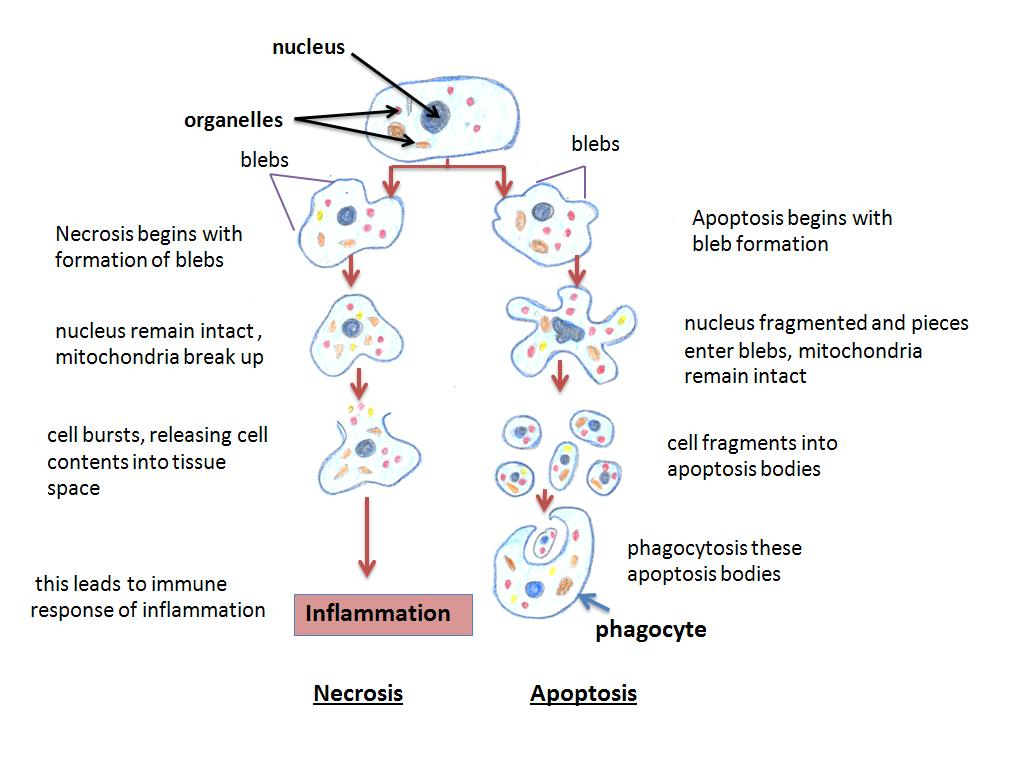 nucleus
organelles
blebs
blebs
Necrosis begins with
formation of blebs
Apoptosis begins with
bleb formation
nucleus remain intact ,
mitochondria break up
nucleus fragmented and pieces
enter blebs, mitochondria
remain intact
cell bursts, releasing cell
contents into tissue
space
cell fragments into
apoptosis bodies
phagocytosis these
apoptosis bodies
this leads to immune
response of inflammation
Inflammation
phagocyte
Necrosis
Apoptosis